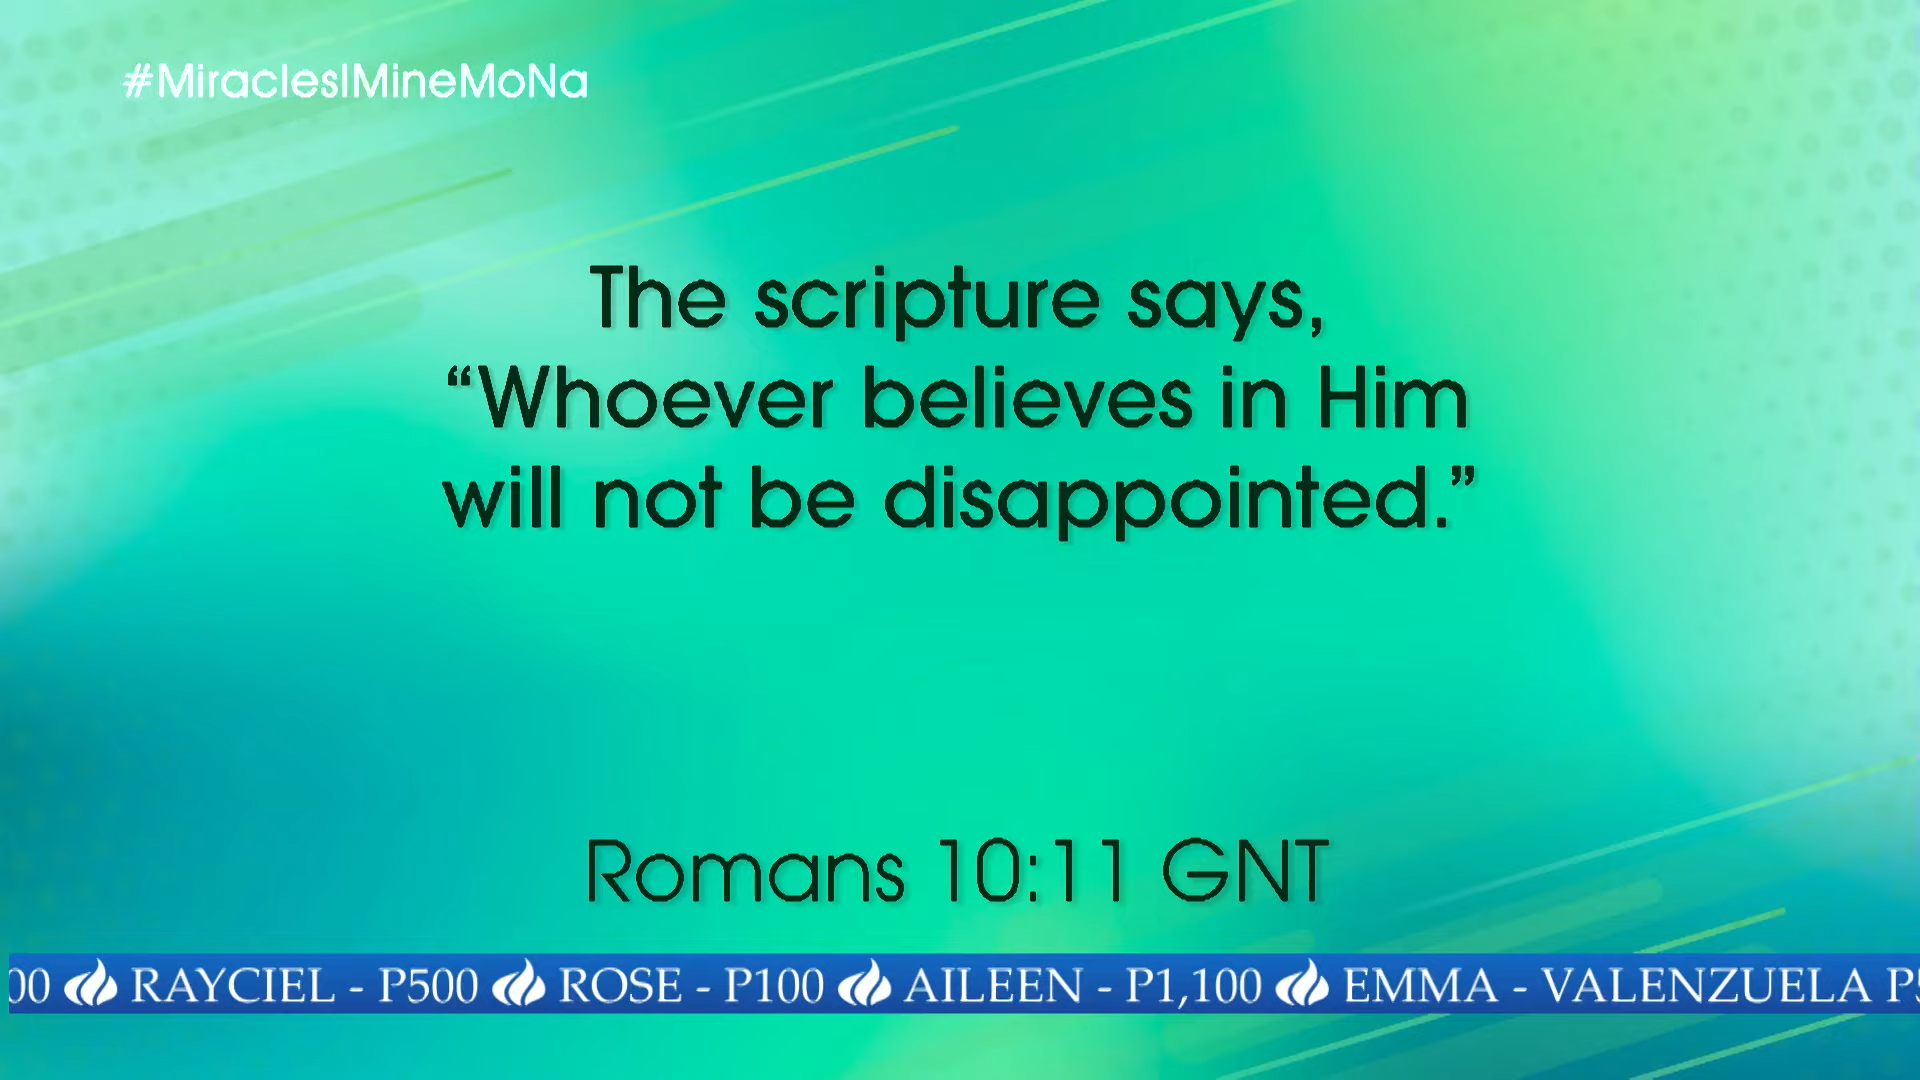 #MiraclesIMineMoNa
The scripture says,
“Whoever believes in Him
will not be disappointed.”
Romans 10:11 GNT
00 RAYCIEL - P500 ROSE - P100 AILEEN - P1,100 EMMA - VALENZUELA